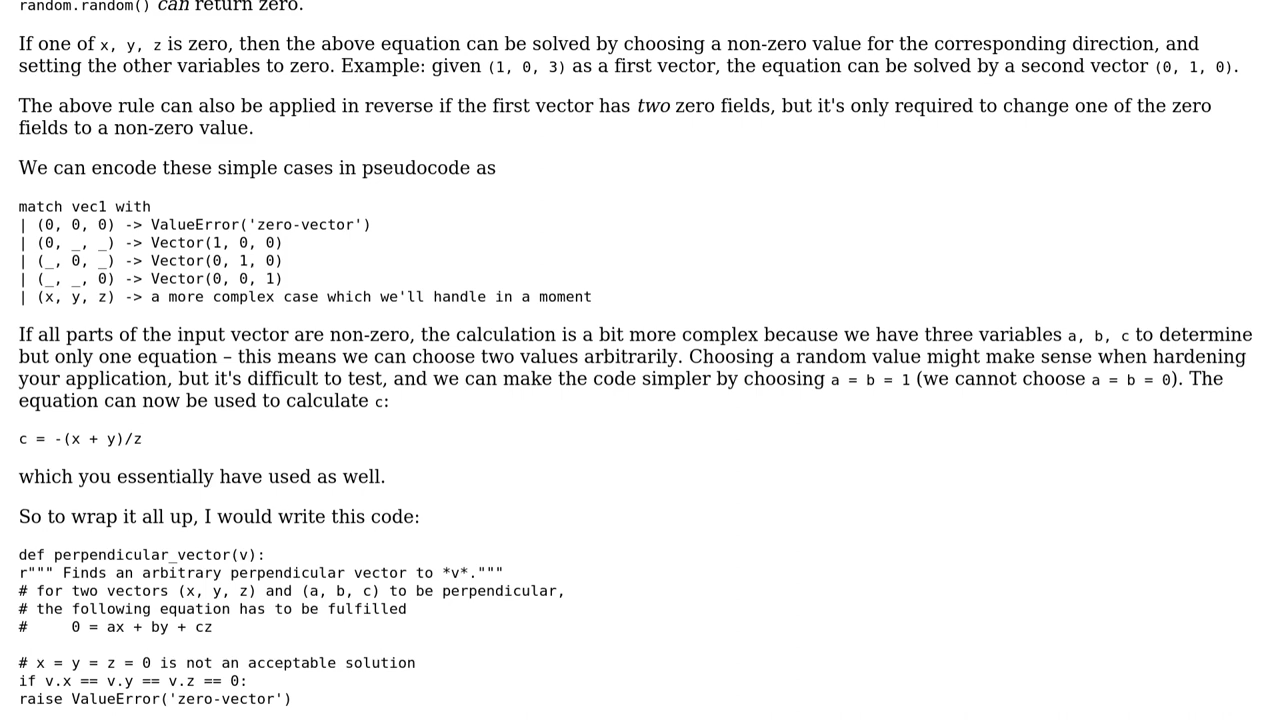 random.random() can return zero.
If one of x, y, z is zero, then the above equation can be solved by choosing a non-zero value for the corresponding direction, and
setting the other variables to zero. Example: given (1, 0, 3) as a first vector, the equation can be solved by a second vector (0, 1, 0).
The above rule can also be applied in reverse if the first vector has two zero fields, but it's only required to change one of the zero
fields to a non-zero value.
We can encode these simple cases in pseudocode as
match vec1 with
| (0, 0, 0) -> ValueError('zero-vector')
| (0, _, _) -> Vector(1, 0, 0)
| (_, 0, _) -> Vector(0, 1, 0)
| (_, _, 0) -> Vector(0, 0, 1)
| (x, y, z) -> a more complex case which we'll handle in a moment
If all parts of the input vector are non-zero, the calculation is a bit more complex because we have three variables a, b, c to determine
but only one equation – this means we can choose two values arbitrarily. Choosing a random value might make sense when hardening
your application, but it's difficult to test, and we can make the code simpler by choosing a = b = 1 (we cannot choose a = b = 0). The
equation can now be used to calculate c:
c = -(x + y)/z
which you essentially have used as well.
So to wrap it all up, I would write this code:
def perpendicular_vector(v):
r""" Finds an arbitrary perpendicular vector to *v*."""
# for two vectors (x, y, z) and (a, b, c) to be perpendicular,
# the following equation has to be fulfilled
#     0 = ax + by + cz
# x = y = z = 0 is not an acceptable solution
if v.x == v.y == v.z == 0:
raise ValueError('zero-vector')